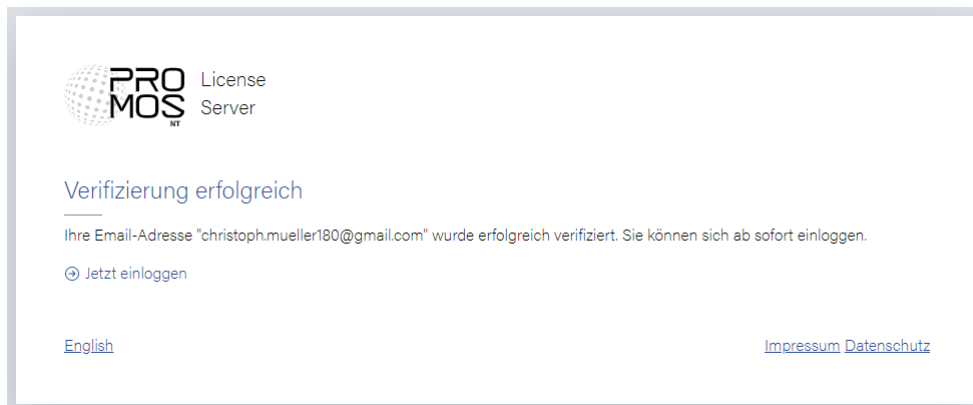 PRO
MOS
NT
License
Server
Verifizierung erfolgreich
Ihre Email-Adresse "christoph.mueller180@gmail.com" wurde erfolgreich verifiziert. Sie können sich ab sofort einloggen.
Jetzt einloggen
English
Impressum Datenschutz